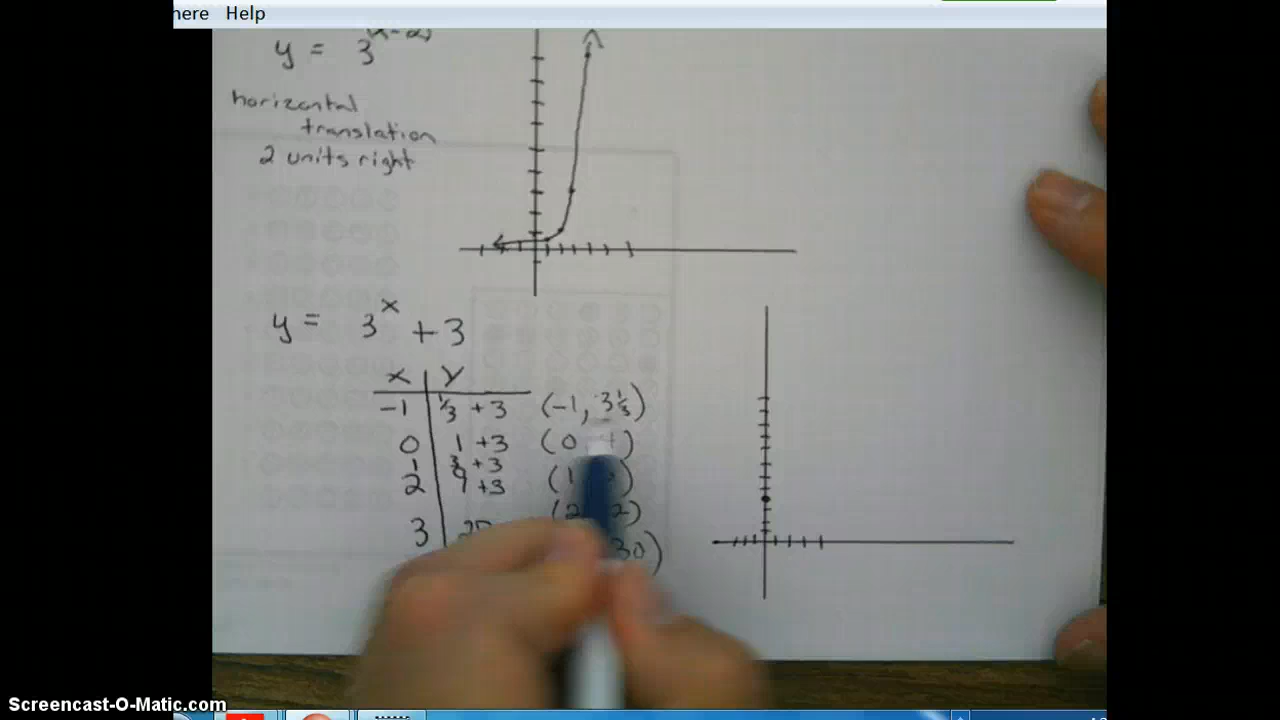 here Help
y = 3^(x-2)
horizontal
translation
2 units right
y = 3^x + 3
x y
-1 1/3 +3 (-1, 3 1/3)
0 1 +3 (0
1 3 +3 (1
2 9 +3 (2
3 30)
Screencast-O-Matic.com